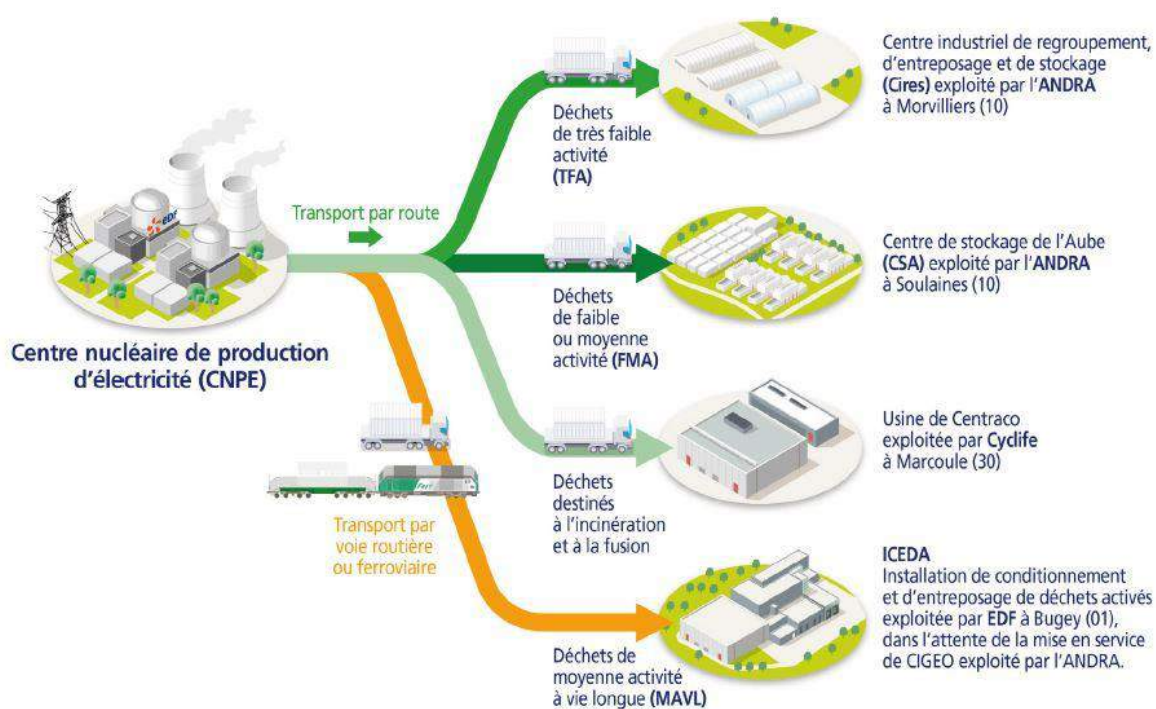 Centre industriel de regroupement,
d'entreposage et de stockage
(Cires) exploité par l'ANDRA
à Morvilliers (10)
Déchets
de très faible
activité
(TFA)
edf
Transport par route
Centre de stockage de l'Aube
(CSA) exploité par l'ANDRA
à Soulaines (10)
Déchets
de faible
ou moyenne
activité (FMA)
Centre nucléaire de production
d'électricité (CNPE)
Usine de Centraco
exploitée par Cyclife
à Marcoule (30)
Déchets
destinés
à l'incinération
et à la fusion
Transport par
voie routière
ou ferroviaire
ICEDA
Installation de conditionnement
et d'entreposage de déchets activés
exploitée par EDF à Bugey (01),
dans l'attente de la mise en service
de CIGEO exploité par l'ANDRA.
Déchets de
moyenne activité
à vie longue (MAVL)